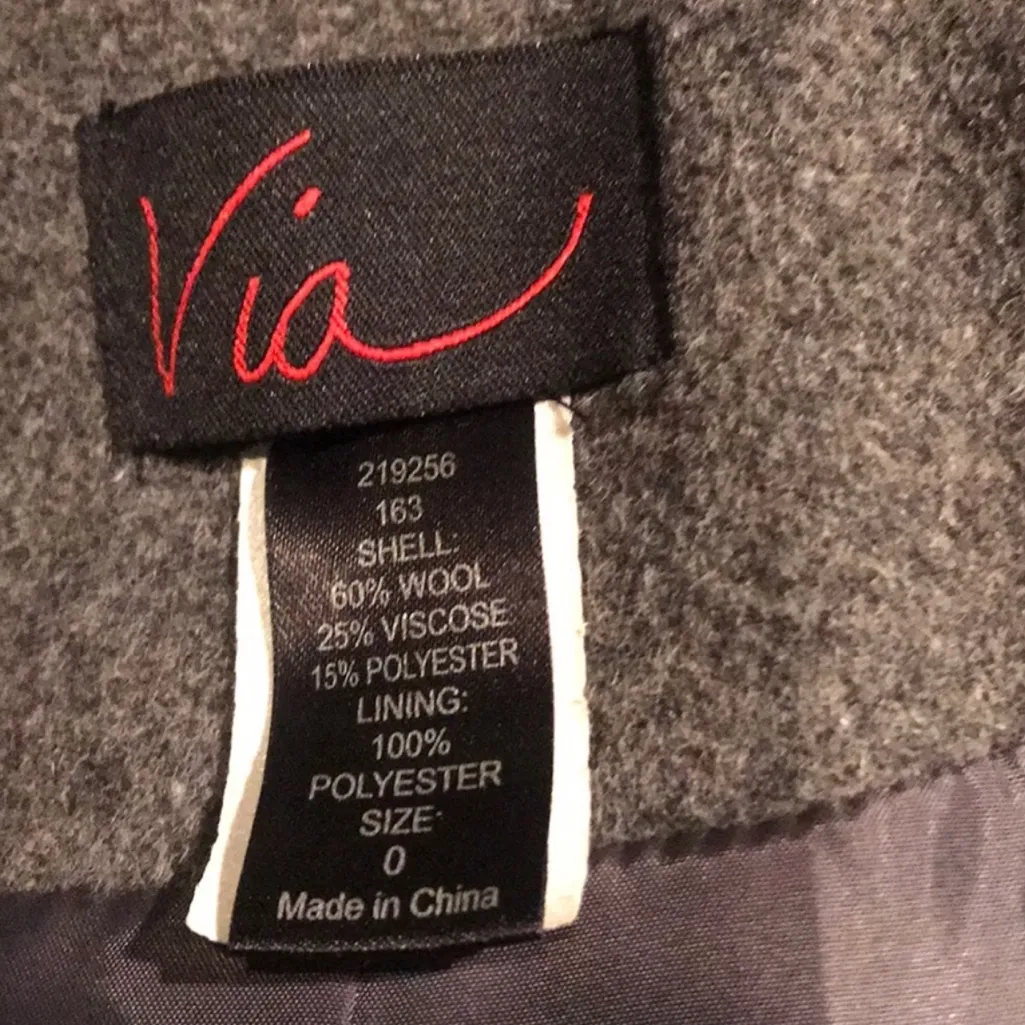 Via
219256
163
SHELL:
60% WOOL
25% VISCOSE
15% POLYESTER
LINING:
100%
POLYESTER
SIZE:
0
Made in China